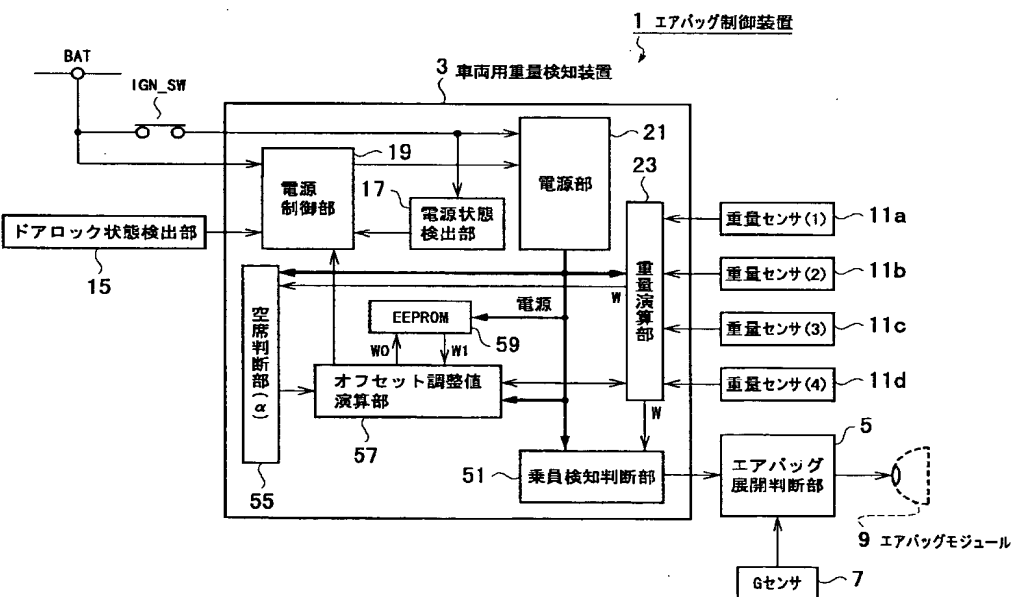 1 エアバッグ制御装置
BAT
IGN_SW
3 車両用重量検知装置
21
19
電源部
23
電源
制御部
17
電源状態
検出部
重量センサ(1)
11a
ドアロック状態検出部
15
重量センサ(2)
11b
重量演算部
W
電源
EEPROM
59
重量センサ(3)
11c
空席判断部(α)
W0
W1
オフセット調整値
演算部
57
重量センサ(4)
11d
W
5
55
51
乗員検知判断部
エアバッグ
展開判断部
9 エアバッグモジュール
Gセンサ
7